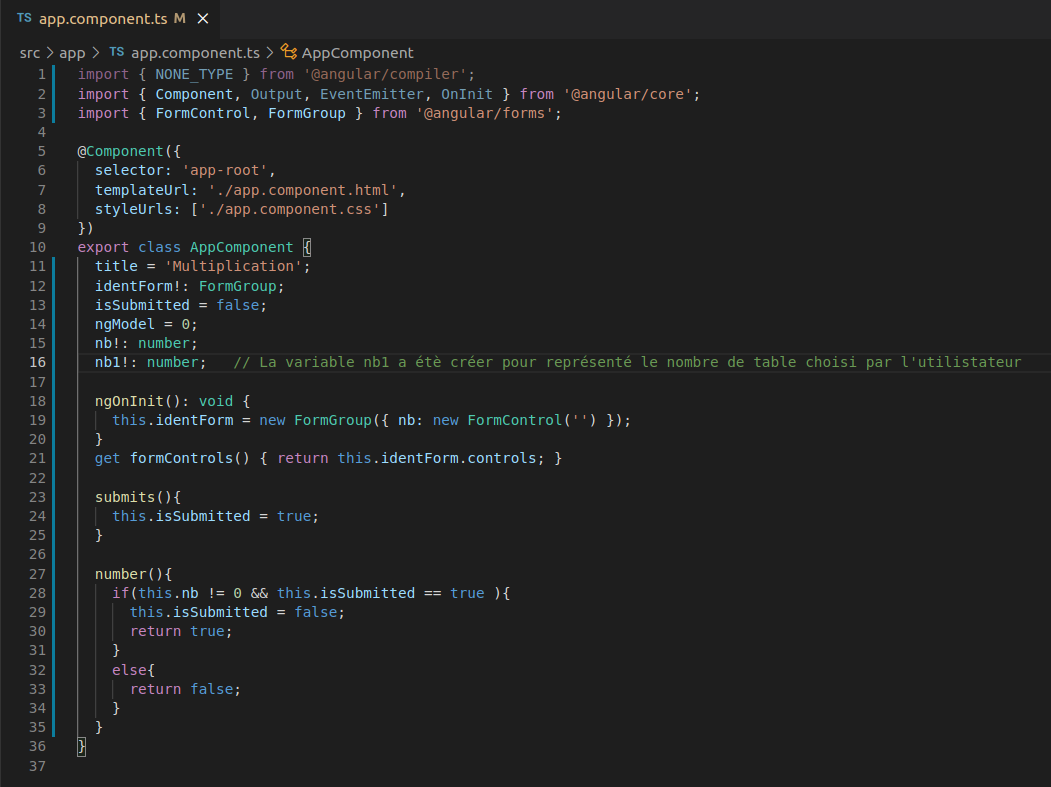 TS app.component.ts M ×
src > app > TS app.component.ts > AppComponent
1 import { NONE_TYPE } from '@angular/compiler';
2 import { Component, Output, EventEmitter, OnInit } from '@angular/core';
3 import { FormControl, FormGroup } from '@angular/forms';
4
5 @Component({
6   selector: 'app-root',
7   templateUrl: './app.component.html',
8   styleUrls: ['./app.component.css']
9 })
10 export class AppComponent {
11   title = 'Multiplication';
12   identForm!: FormGroup;
13   isSubmitted = false;
14   ngModel = 0;
15   nb!: number;
16   nb1!: number;   // La variable nb1 a étè créer pour représenté le nombre de table choisi par l'utilistateur
17
18   ngOnInit(): void {
19     this.identForm = new FormGroup({ nb: new FormControl('') });
20   }
21   get formControls() { return this.identForm.controls; }
22
23   submits(){
24     this.isSubmitted = true;
25   }
26
27   number(){
28     if(this.nb != 0 && this.isSubmitted == true ){
29       this.isSubmitted = false;
30       return true;
31     }
32     else{
33       return false;
34     }
35   }
36 }
37